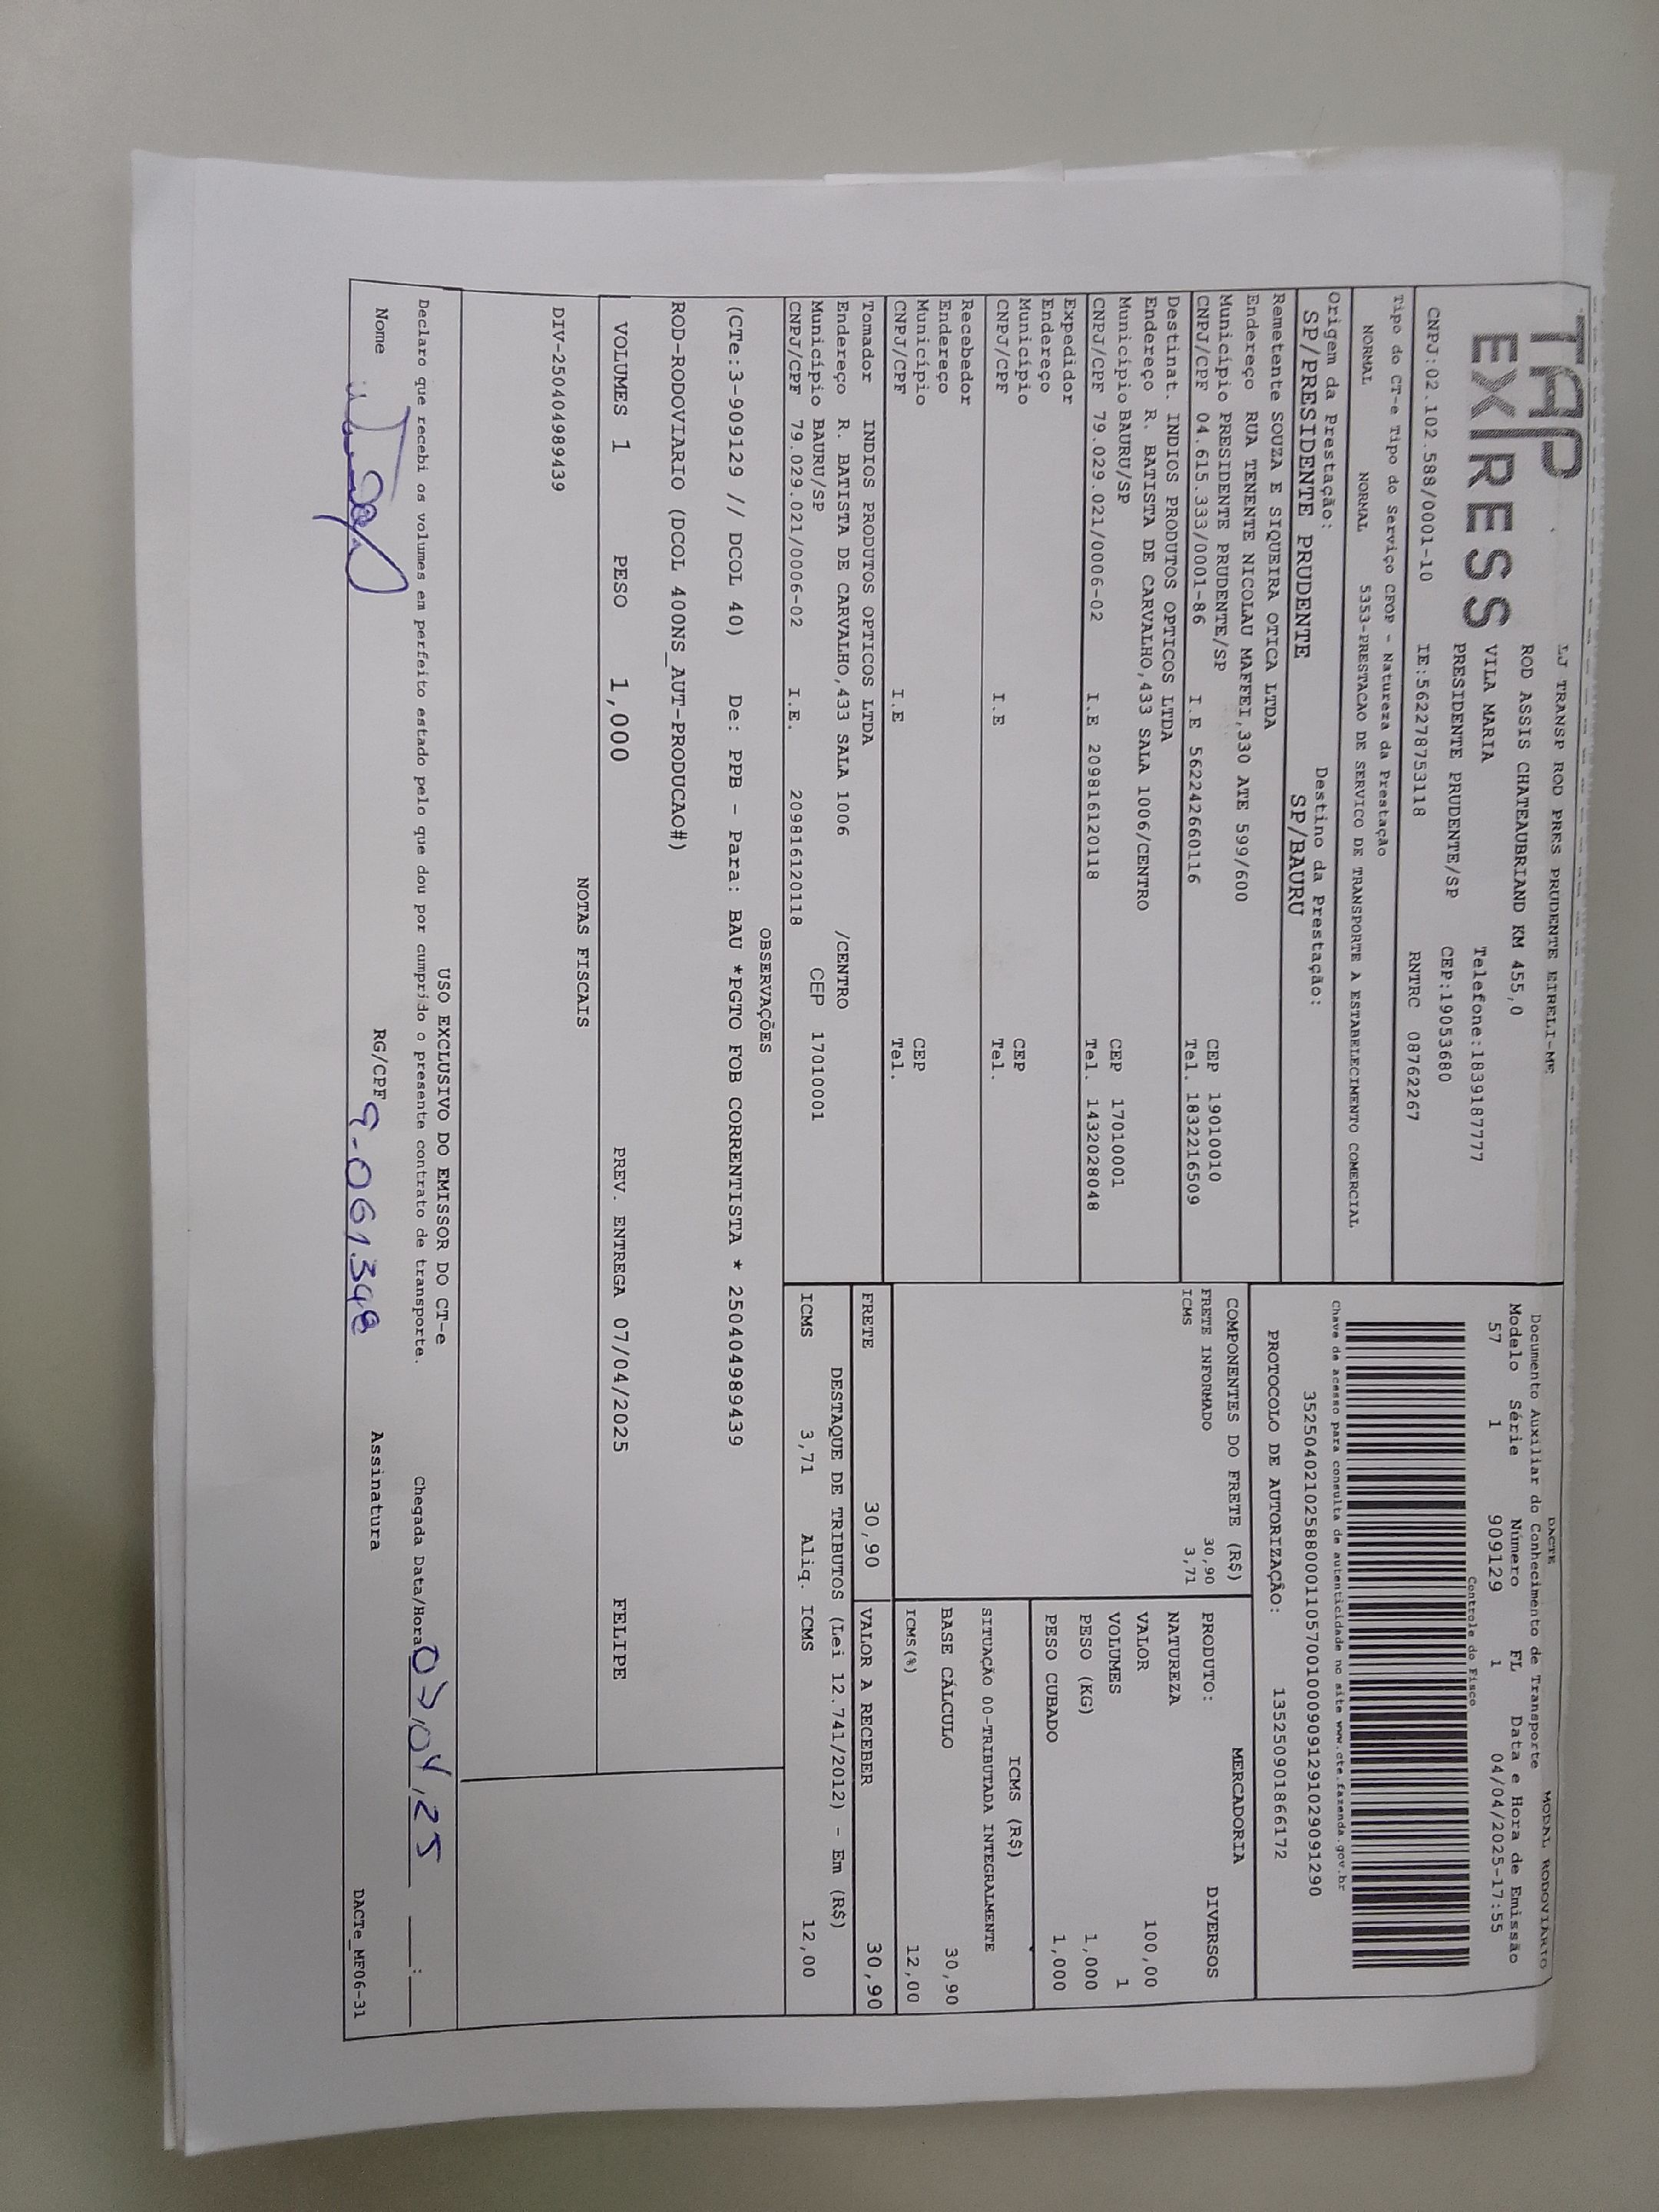 TAP
EXPRESS
LJ TRANSP ROD PRES PRUDENTE EIRELI-ME
ROD ASSIS CHATEAUBRIAND KM 455,0
VILA MARIA Telefone:1839187777
PRESIDENTE PRUDENTE/SP CEP:19053680
CNPJ:02.102.588/0001-10 IE:562278753118 RNTRC 08762267
DACTE MODAL RODOVIÁRIO
Documento Auxiliar do Conhecimento de Transporte
Modelo Série Número FL Data e Hora de Emissão
57 1 909129 1 04/04/2025-17:55
Controle do Fisco
Chave de acesso para consulta de autenticidade no site www.cte.fazenda.gov.br
35250402102588000110570010009091291029091290
PROTOCOLO DE AUTORIZAÇÃO: 135250901866172
Tipo do CT-e Tipo do Serviço CFOP - Natureza da Prestação
NORMAL NORMAL 5353-PRESTACAO DE SERVICO DE TRANSPORTE A ESTABELECIMENTO COMERCIAL
Origem da Prestação: Destino da Prestação:
SP/PRESIDENTE PRUDENTE SP/BAURU
Remetente SOUZA E SIQUEIRA OTICA LTDA
Endereço RUA TENENTE NICOLAU MAFFEI,330 ATE 599/600
Município PRESIDENTE PRUDENTE/SP CEP 19010010
CNPJ/CPF 04.615.333/0001-86 I.E 562242660116 Tel. 1832216509
Destinat. INDIOS PRODUTOS OPTICOS LTDA
Endereço R. BATISTA DE CARVALHO,433 SALA 1006/CENTRO
Município BAURU/SP CEP 17010001
CNPJ/CPF 79.029.021/0006-02 I.E 209816120118 Tel. 1432028048
Expedidor
Endereço
Município CEP
CNPJ/CPF I.E Tel.
Recebedor
Endereço
Município CEP
CNPJ/CPF I.E Tel.
Tomador INDIOS PRODUTOS OPTICOS LTDA
Endereço R. BATISTA DE CARVALHO,433 SALA 1006 /CENTRO
Município BAURU/SP CEP 17010001
CNPJ/CPF 79.029.021/0006-02 I.E. 209816120118
COMPONENTES DO FRETE (R$)
FRETE INFORMADO 30,90
ICMS 3,71
MERCADORIA
PRODUTO: DIVERSOS
NATUREZA
VALOR 100,00
VOLUMES 1
PESO (KG) 1,000
PESO CUBADO 1,000
ICMS (R$)
SITUAÇÃO 00-TRIBUTADA INTEGRALMENTE
BASE CÁLCULO 30,90
ICMS(%) 12,00
FRETE 30,90 VALOR A RECEBER 30,90
DESTAQUE DE TRIBUTOS (Lei 12.741/2012) - Em (R$)
ICMS 3,71 Aliq. ICMS 12,00
OBSERVAÇÕES
(CTe:3-909129 // DCOL 40) De: PPB - Para: BAU *PGTO FOB CORRENTISTA * 25040498​9439
ROD-RODOVIARIO (DCOL 400NS_AUT-PRODUCAO#)
VOLUMES 1 PESO 1,000 PREV. ENTREGA 07/04/2025 FELIPE
NOTAS FISCAIS
DIV-250404989439
USO EXCLUSIVO DO EMISSOR DO CT-e
Declaro que recebi os volumes em perfeito estado pelo que dou por cumprido o presente contrato de transporte. Chegada Data/Hora 07,04,25 __:__
Nome RG/CPF 9-061.348 Assinatura
DACTe_MF06-31